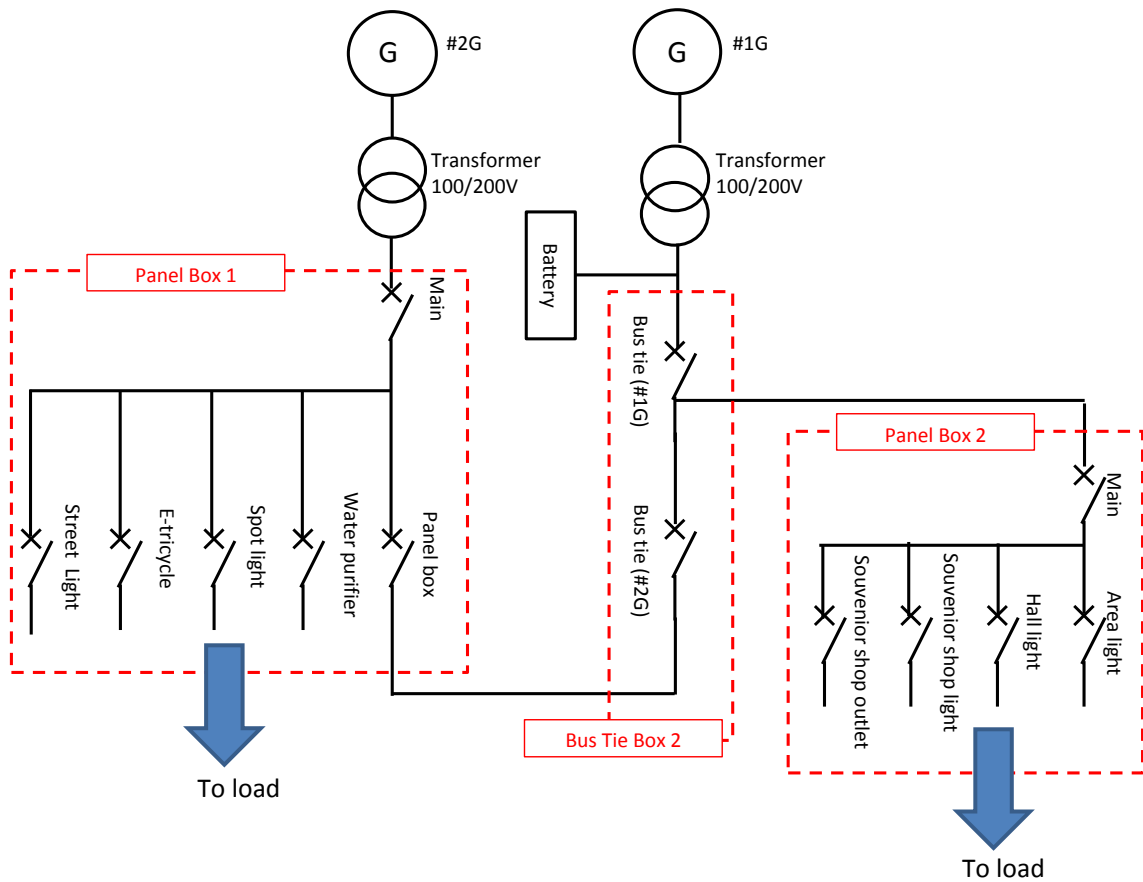 G
#2G
G
#1G
Transformer
100/200V
Transformer
100/200V
Battery
Panel Box 1
Main
Bus tie (#1G)
Panel Box 2
Main
Street Light
E-tricycle
Spot light
Water purifier
Panel box
Bus tie (#2G)
Souvenior shop outlet
Souvenior shop light
Hall light
Area light
Bus Tie Box 2
To load
To load